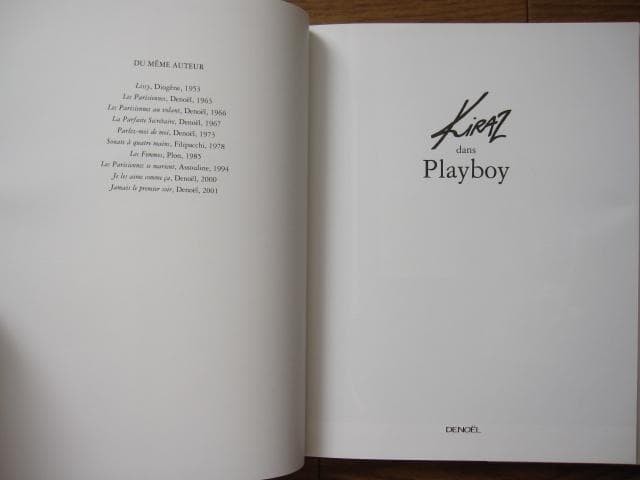 DU MÊME AUTEUR
Lissy, Diogène, 1953
Les Parisiennes, Denoël, 1965
Les Parisiennes au volant, Denoël, 1966
La Parfaite Secrétaire, Denoël, 1967
Parlez-moi de moi, Denoël, 1973
Sonate à quatre mains, Filipacchi, 1978
Les Femmes, Plon, 1985
Les Parisiennes se marient, Assouline, 1994
Je les aime comme ça, Denoël, 2000
Jamais le premier soir, Denoël, 2001
KIRAZ
dans
Playboy
DENOËL